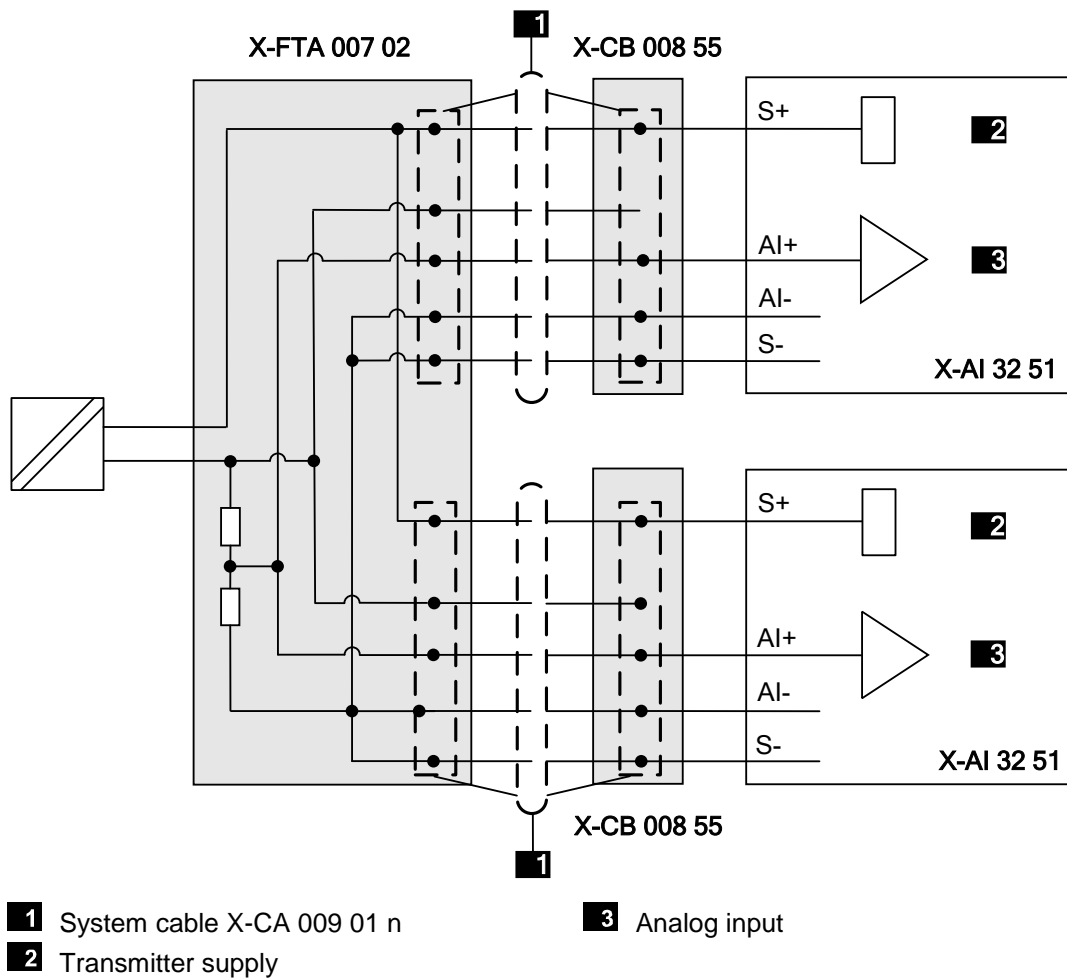 1
X-FTA 007 02
X-CB 008 55
S+
2
AI+
3
AI-
S-
X-AI 32 51
S+
2
AI+
3
AI-
S-
X-AI 32 51
X-CB 008 55
1
1 System cable X-CA 009 01 n
3 Analog input
2 Transmitter supply